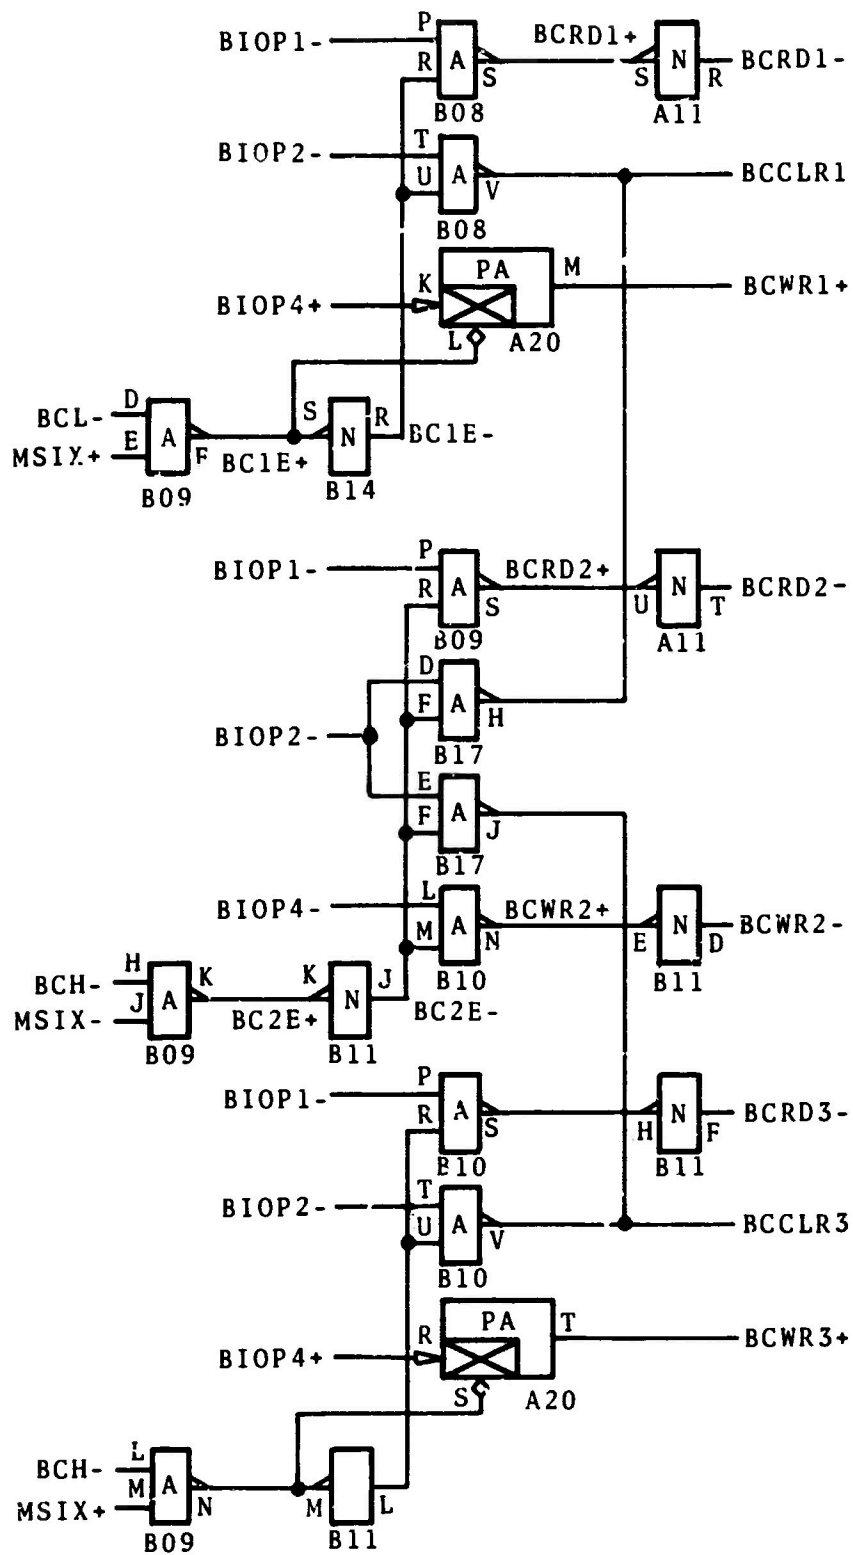 P
BIOP1- R A S BCRD1+ S N R BCRD1-
B08 A11
T
BIOP2- U A V BCCLR1
B08
PA M
K BCWR1+
BIOP4+
L A20
D S R
BCL- A N BC1E-
MSIX+ E F BC1E+
B09 B14
P
BIOP1- A BCRD2+ N BCRD2-
R S U T
B09 A11
D
F A H
BIOP2- B17
E
F A J
B17
L
BIOP4- A BCWR2+ N BCWR2-
M N E D
B10 B11
H K K J
BCH- A N
MSIX- J BC2E+ BC2E-
B09 B11
P
BIOP1- A N BCRD3-
R S H F
B10 B11
T
BIOP2- A BCCLR3
U V
B10
PA T
R BCWR3+
BIOP4+
S A20
L
BCH- A
MSIX+ M N M L
B09 B11